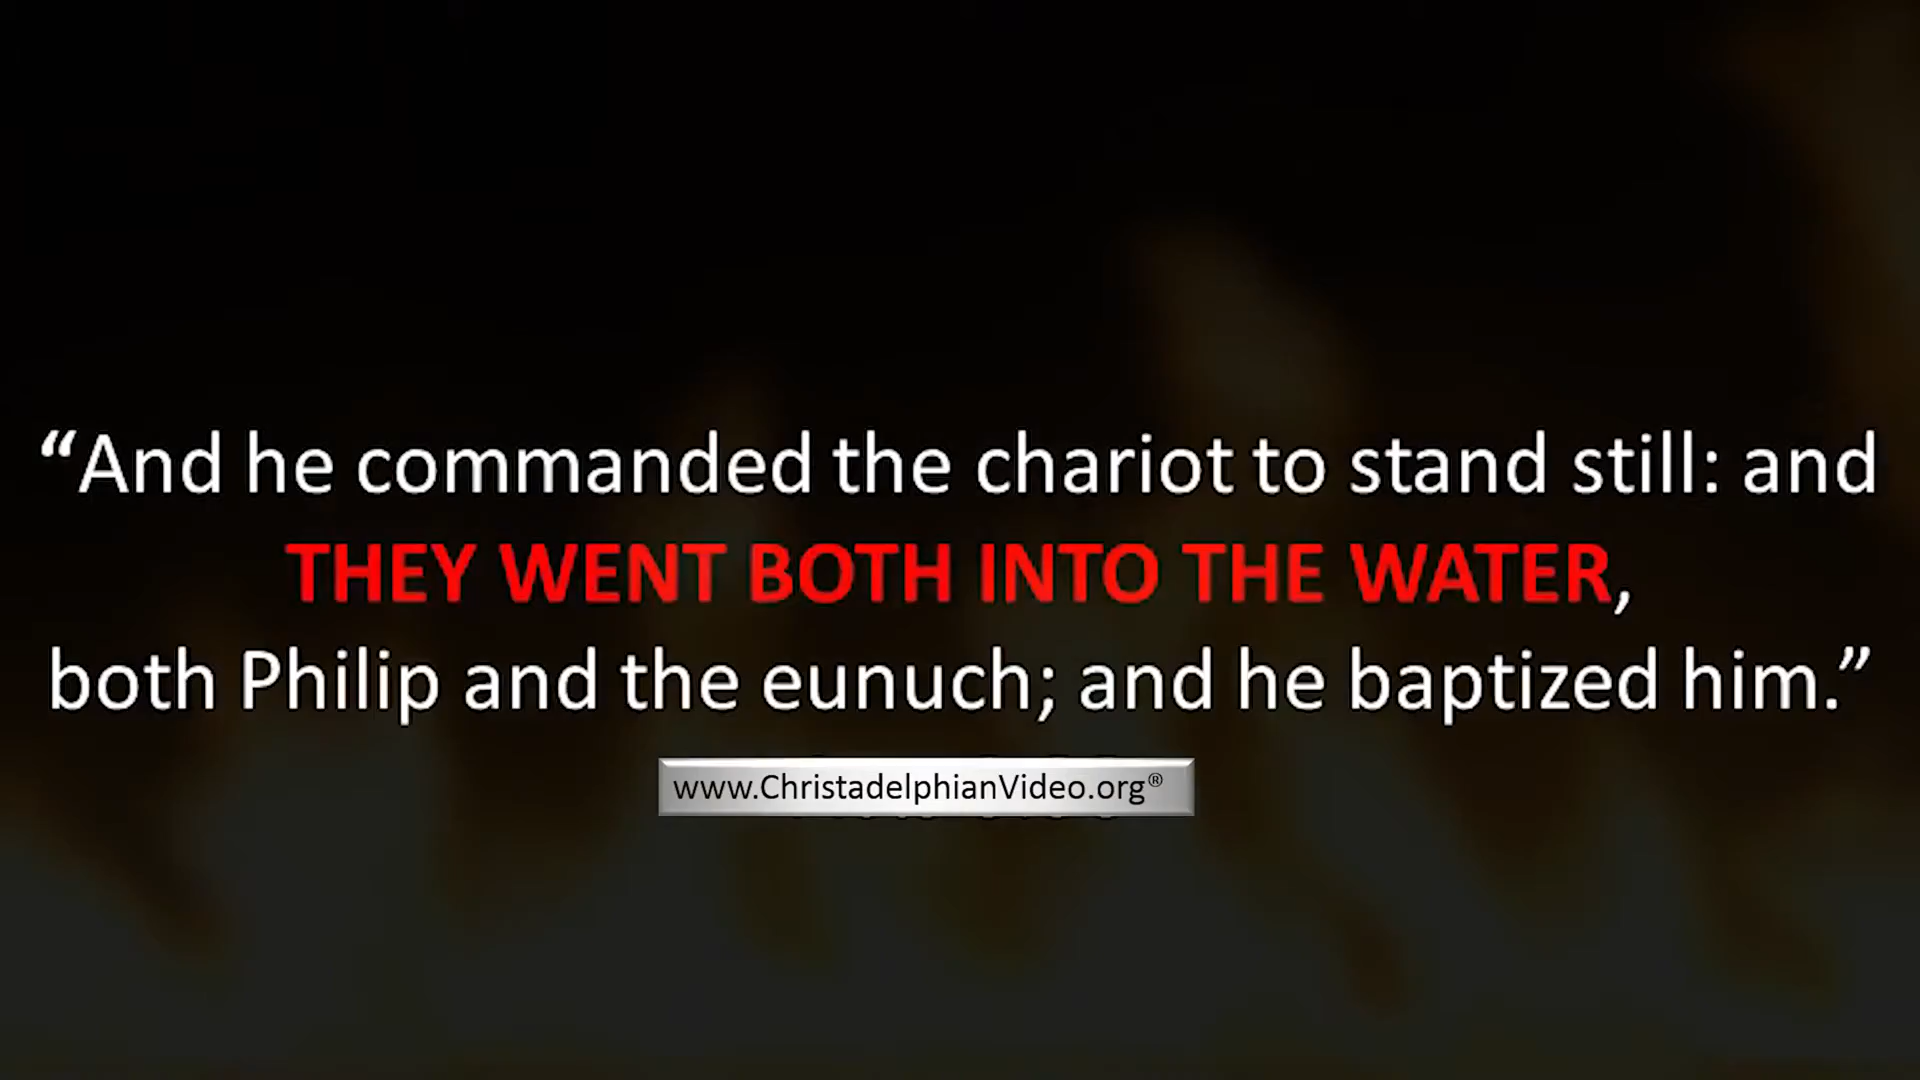 “And he commanded the chariot to stand still: and
THEY WENT BOTH INTO THE WATER,
both Philip and the eunuch; and he baptized him.”
www.ChristadelphianVideo.org®